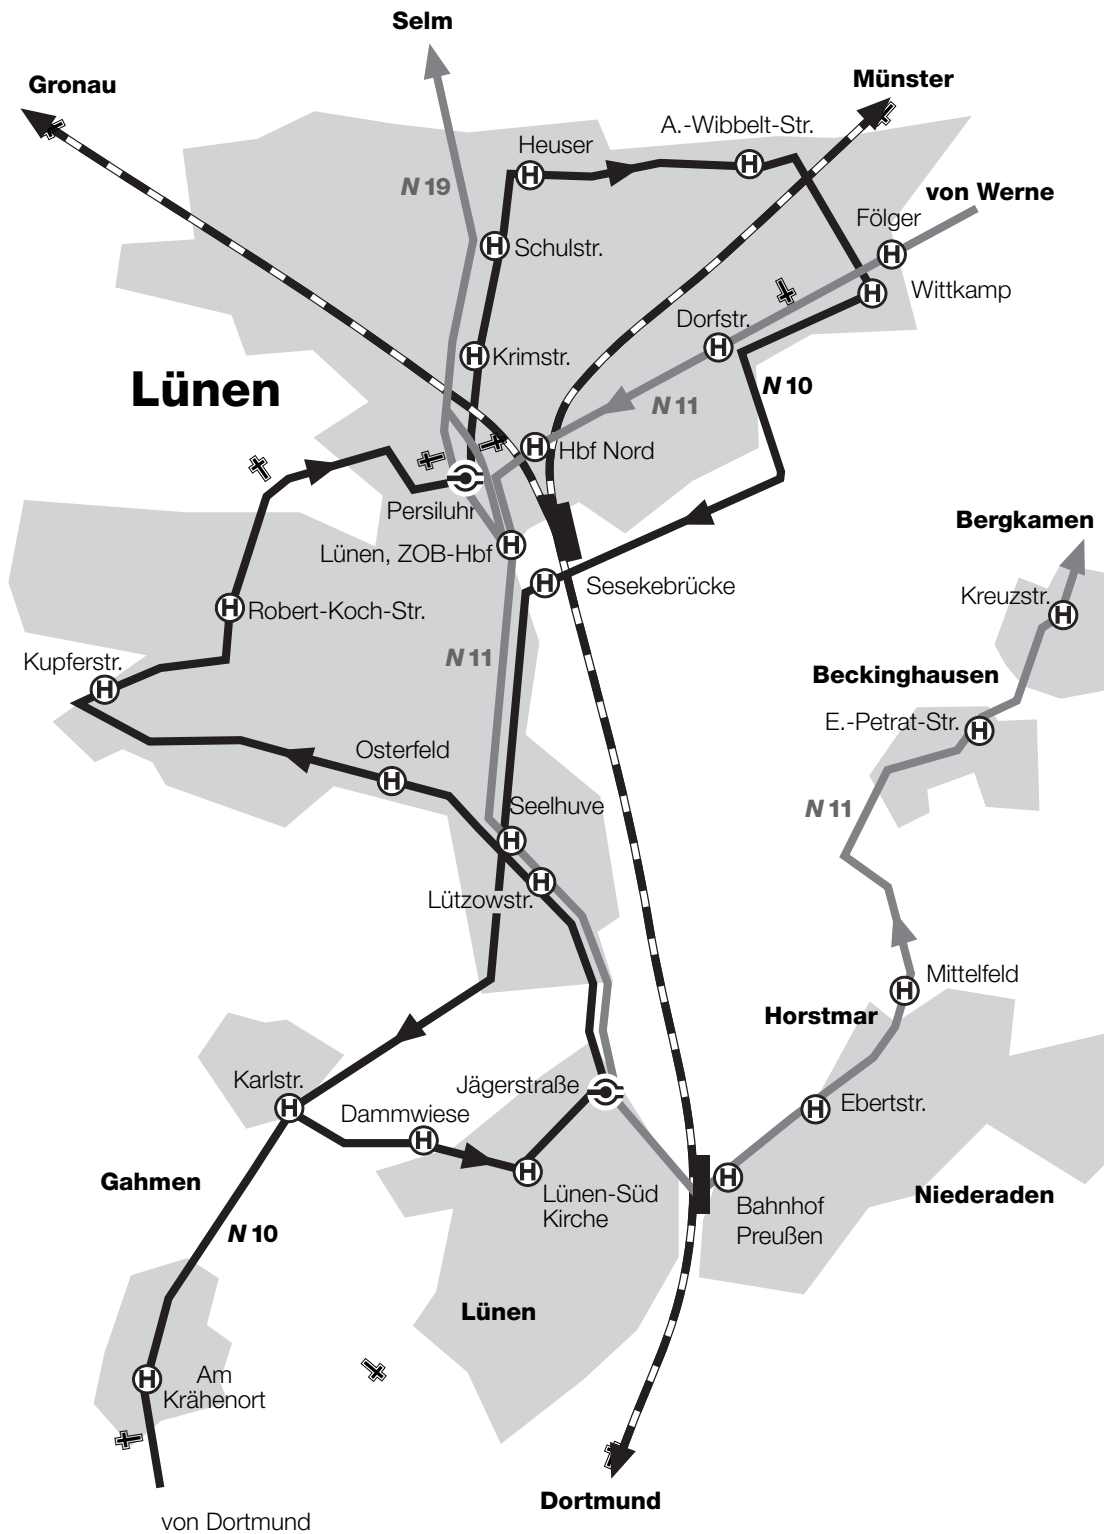 Selm
Gronau
Münster
A.-Wibbelt-Str.
H
Heuser
H
N 19
von Werne
Fölger
H
Schulstr.
H
Wittkamp
H
Dorfstr.
H
Krimstr.
H
Lünen
N 10
N 11
Hbf Nord
H
Persiluhr
Lünen, ZOB-Hbf
H
Bergkamen
Sesekebrücke
H
Kreuzstr.
H
Robert-Koch-Str.
H
Kupferstr.
H
N 11
Beckinghausen
E.-Petrat-Str.
H
Osterfeld
H
Seelhuve
H
N 11
Lützowstr.
H
Mittelfeld
H
Horstmar
Karlstr.
H
Jägerstraße
Dammwiese
H
Ebertstr.
H
Gahmen
Lünen-Süd
Kirche
H
Bahnhof
Preußen
H
Niederaden
N 10
Lünen
Am
Krähenort
H
Dortmund
von Dortmund